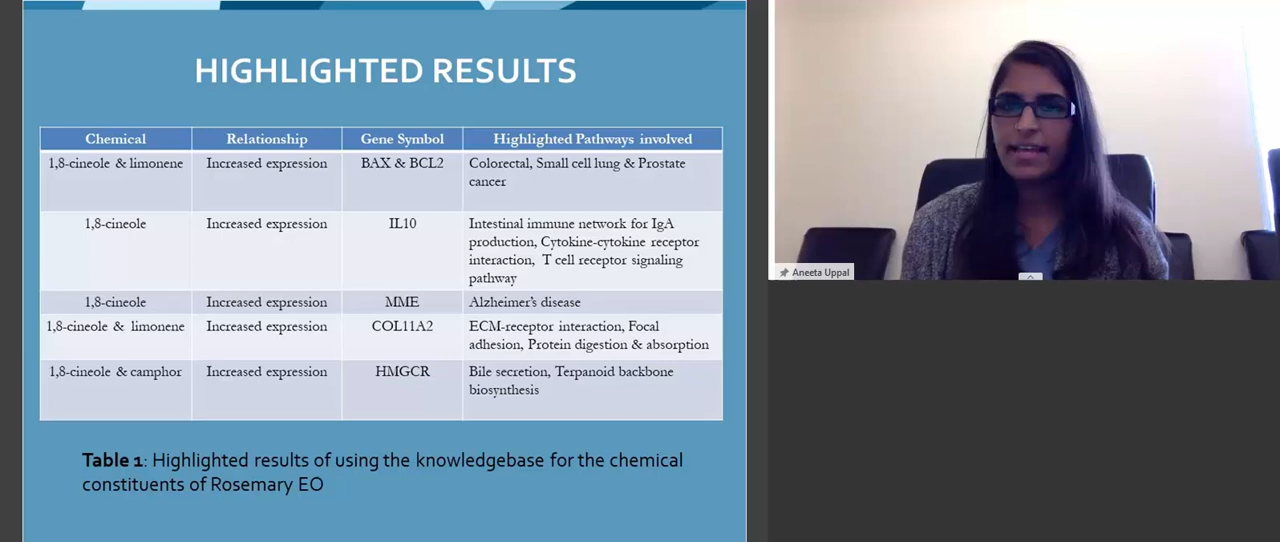 HIGHLIGHTED RESULTS
Chemical Relationship Gene Symbol Highlighted Pathways involved
1,8-cineole & limonene Increased expression BAX & BCL2 Colorectal, Small cell lung & Prostate
cancer
1,8-cineole Increased expression IL10 Intestinal immune network for IgA
production, Cytokine-cytokine receptor
interaction, T cell receptor signaling
pathway
1,8-cineole Increased expression MME Alzheimer's disease
1,8-cineole & limonene Increased expression COL11A2 ECM-receptor interaction, Focal
adhesion, Protein digestion & absorption
1,8-cineole & camphor Increased expression HMGCR Bile secretion, Terpanoid backbone
biosynthesis
Table 1: Highlighted results of using the knowledgebase for the chemical
constituents of Rosemary EO
Aneeta Uppal